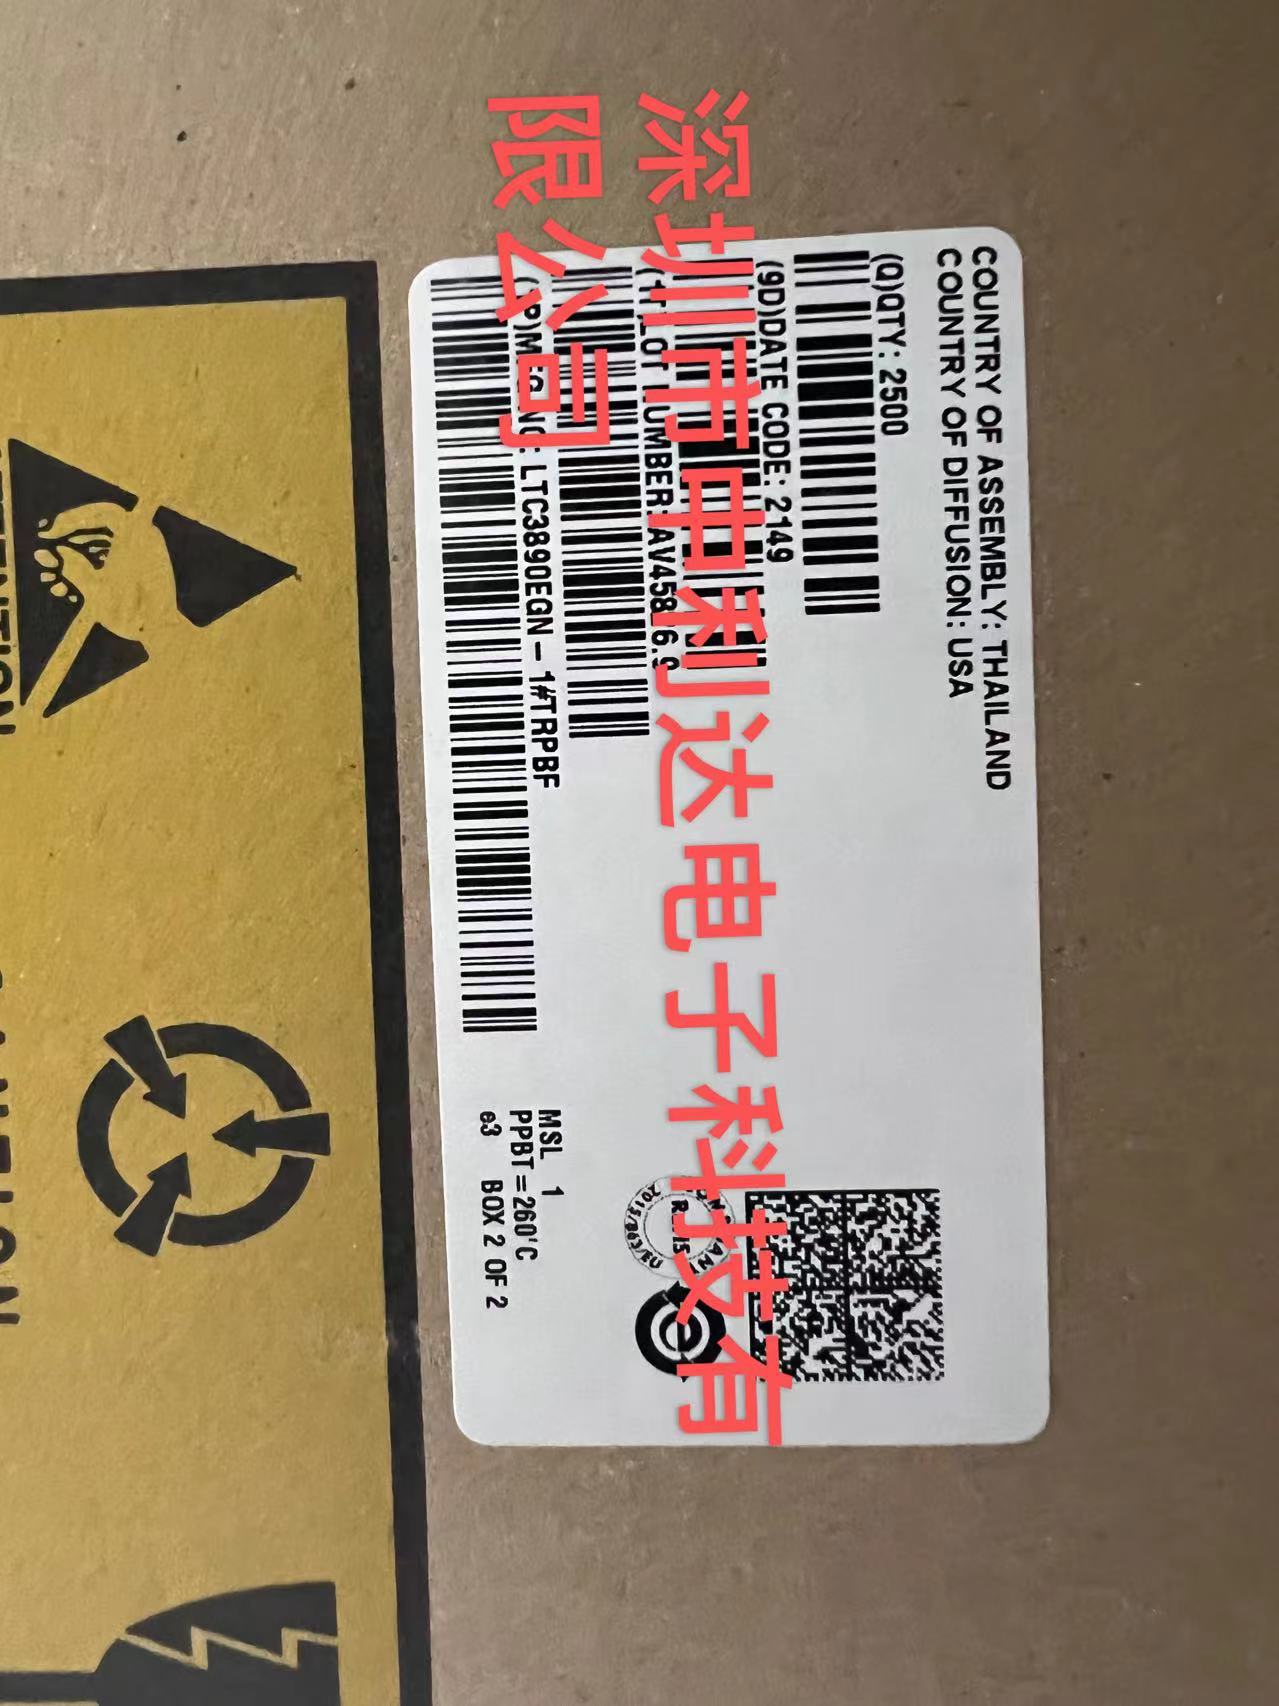 深圳市中利达电子科技有
限公司
COUNTRY OF ASSEMBLY: THAILAND
COUNTRY OF DIFFUSION: USA
(Q)QTY: 2500
(9D)DATE CODE: 2149
LTC3890EGN-1#TRPBF
MSL 1
PPBT=260'C
e3 BOX 2 OF 2